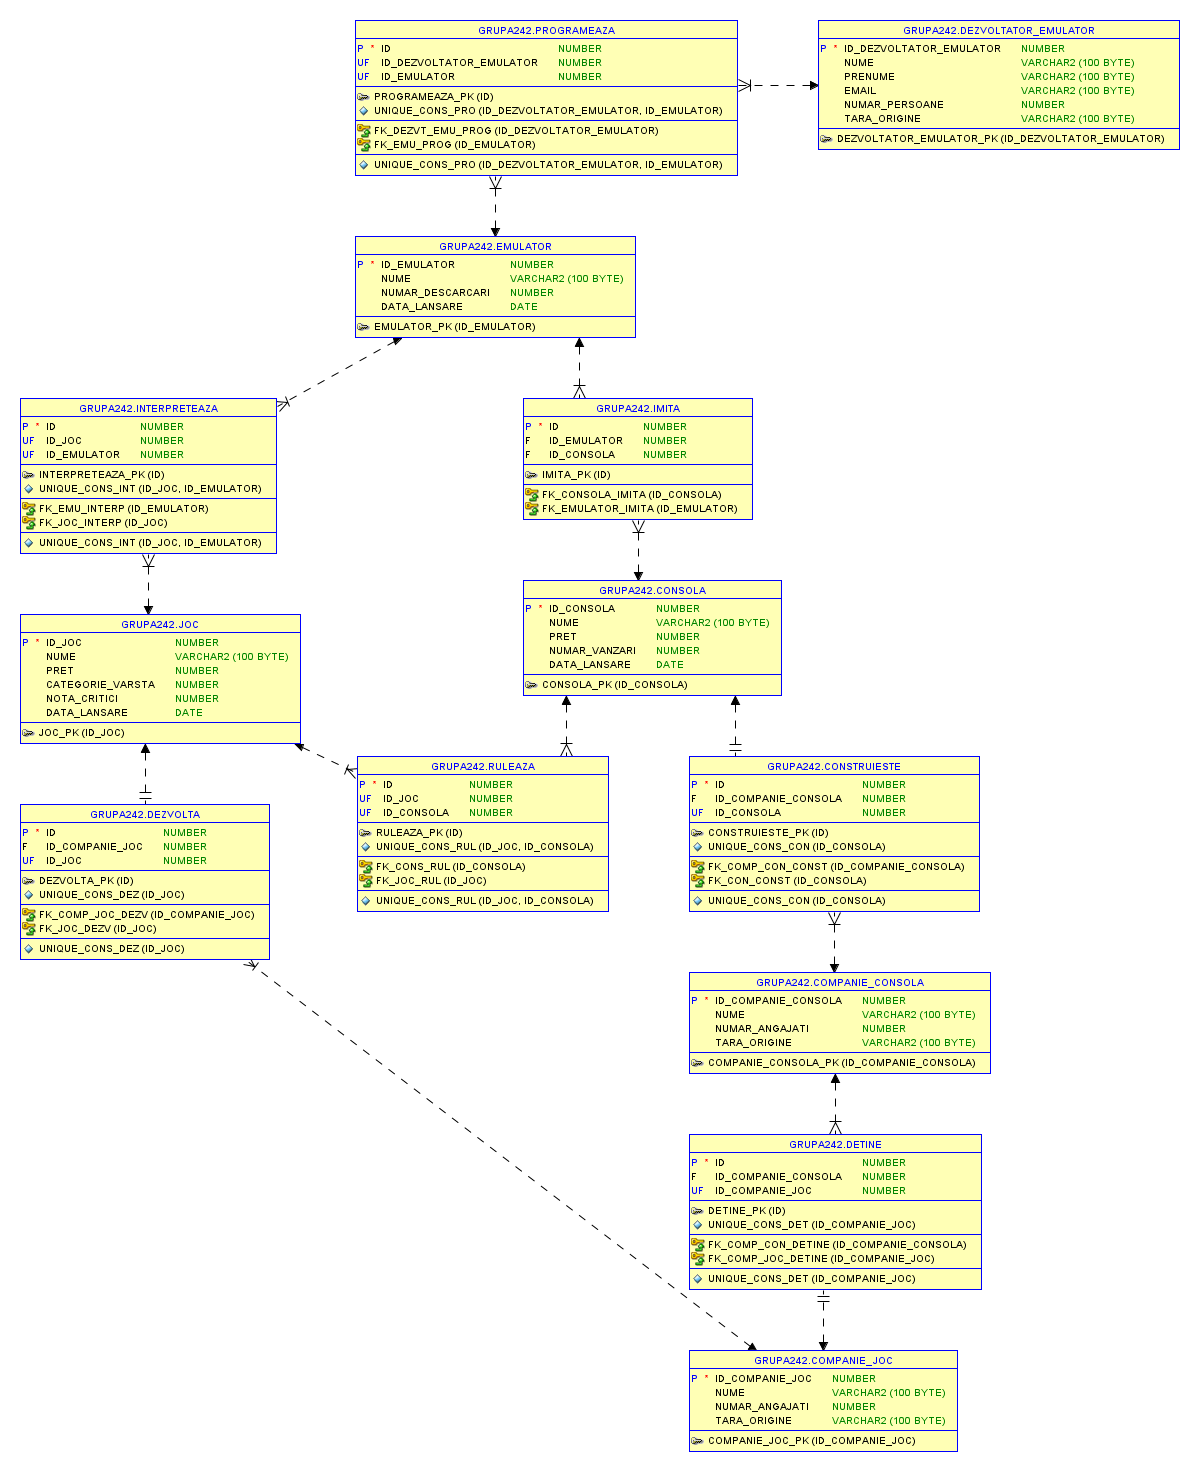 GRUPA242.PROGRAMEAZA
P * ID NUMBER
UF ID_DEZVOLTATOR_EMULATOR NUMBER
UF ID_EMULATOR NUMBER
PROGRAMEAZA_PK (ID)
UNIQUE_CONS_PRO (ID_DEZVOLTATOR_EMULATOR, ID_EMULATOR)
FK_DEZVT_EMU_PROG (ID_DEZVOLTATOR_EMULATOR)
FK_EMU_PROG (ID_EMULATOR)
UNIQUE_CONS_PRO (ID_DEZVOLTATOR_EMULATOR, ID_EMULATOR)
GRUPA242.DEZVOLTATOR_EMULATOR
P * ID_DEZVOLTATOR_EMULATOR NUMBER
NUME VARCHAR2 (100 BYTE)
PRENUME VARCHAR2 (100 BYTE)
EMAIL VARCHAR2 (100 BYTE)
NUMAR_PERSOANE NUMBER
TARA_ORIGINE VARCHAR2 (100 BYTE)
DEZVOLTATOR_EMULATOR_PK (ID_DEZVOLTATOR_EMULATOR)
GRUPA242.EMULATOR
P * ID_EMULATOR NUMBER
NUME VARCHAR2 (100 BYTE)
NUMAR_DESCARCARI NUMBER
DATA_LANSARE DATE
EMULATOR_PK (ID_EMULATOR)
GRUPA242.INTERPRETEAZA
P * ID NUMBER
UF ID_JOC NUMBER
UF ID_EMULATOR NUMBER
INTERPRETEAZA_PK (ID)
UNIQUE_CONS_INT (ID_JOC, ID_EMULATOR)
FK_EMU_INTERP (ID_EMULATOR)
FK_JOC_INTERP (ID_JOC)
UNIQUE_CONS_INT (ID_JOC, ID_EMULATOR)
GRUPA242.IMITA
P * ID NUMBER
F ID_EMULATOR NUMBER
F ID_CONSOLA NUMBER
IMITA_PK (ID)
FK_CONSOLA_IMITA (ID_CONSOLA)
FK_EMULATOR_IMITA (ID_EMULATOR)
GRUPA242.CONSOLA
P * ID_CONSOLA NUMBER
NUME VARCHAR2 (100 BYTE)
PRET NUMBER
NUMAR_VANZARI NUMBER
DATA_LANSARE DATE
CONSOLA_PK (ID_CONSOLA)
GRUPA242.JOC
P * ID_JOC NUMBER
NUME VARCHAR2 (100 BYTE)
PRET NUMBER
CATEGORIE_VARSTA NUMBER
NOTA_CRITICI NUMBER
DATA_LANSARE DATE
JOC_PK (ID_JOC)
GRUPA242.RULEAZA
P * ID NUMBER
UF ID_JOC NUMBER
UF ID_CONSOLA NUMBER
RULEAZA_PK (ID)
UNIQUE_CONS_RUL (ID_JOC, ID_CONSOLA)
FK_CONS_RUL (ID_CONSOLA)
FK_JOC_RUL (ID_JOC)
UNIQUE_CONS_RUL (ID_JOC, ID_CONSOLA)
GRUPA242.CONSTRUIESTE
P * ID NUMBER
F ID_COMPANIE_CONSOLA NUMBER
UF ID_CONSOLA NUMBER
CONSTRUIESTE_PK (ID)
UNIQUE_CONS_CON (ID_CONSOLA)
FK_COMP_CON_CONST (ID_COMPANIE_CONSOLA)
FK_CON_CONST (ID_CONSOLA)
UNIQUE_CONS_CON (ID_CONSOLA)
GRUPA242.DEZVOLTA
P * ID NUMBER
F ID_COMPANIE_JOC NUMBER
UF ID_JOC NUMBER
DEZVOLTA_PK (ID)
UNIQUE_CONS_DEZ (ID_JOC)
FK_COMP_JOC_DEZV (ID_COMPANIE_JOC)
FK_JOC_DEZV (ID_JOC)
UNIQUE_CONS_DEZ (ID_JOC)
GRUPA242.COMPANIE_CONSOLA
P * ID_COMPANIE_CONSOLA NUMBER
NUME VARCHAR2 (100 BYTE)
NUMAR_ANGAJATI NUMBER
TARA_ORIGINE VARCHAR2 (100 BYTE)
COMPANIE_CONSOLA_PK (ID_COMPANIE_CONSOLA)
GRUPA242.DETINE
P * ID NUMBER
F ID_COMPANIE_CONSOLA NUMBER
UF ID_COMPANIE_JOC NUMBER
DETINE_PK (ID)
UNIQUE_CONS_DET (ID_COMPANIE_JOC)
FK_COMP_CON_DETINE (ID_COMPANIE_CONSOLA)
FK_COMP_JOC_DETINE (ID_COMPANIE_JOC)
UNIQUE_CONS_DET (ID_COMPANIE_JOC)
GRUPA242.COMPANIE_JOC
P * ID_COMPANIE_JOC NUMBER
NUME VARCHAR2 (100 BYTE)
NUMAR_ANGAJATI NUMBER
TARA_ORIGINE VARCHAR2 (100 BYTE)
COMPANIE_JOC_PK (ID_COMPANIE_JOC)